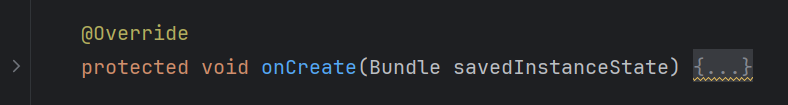 @Override
protected void onCreate(Bundle savedInstanceState) {...}